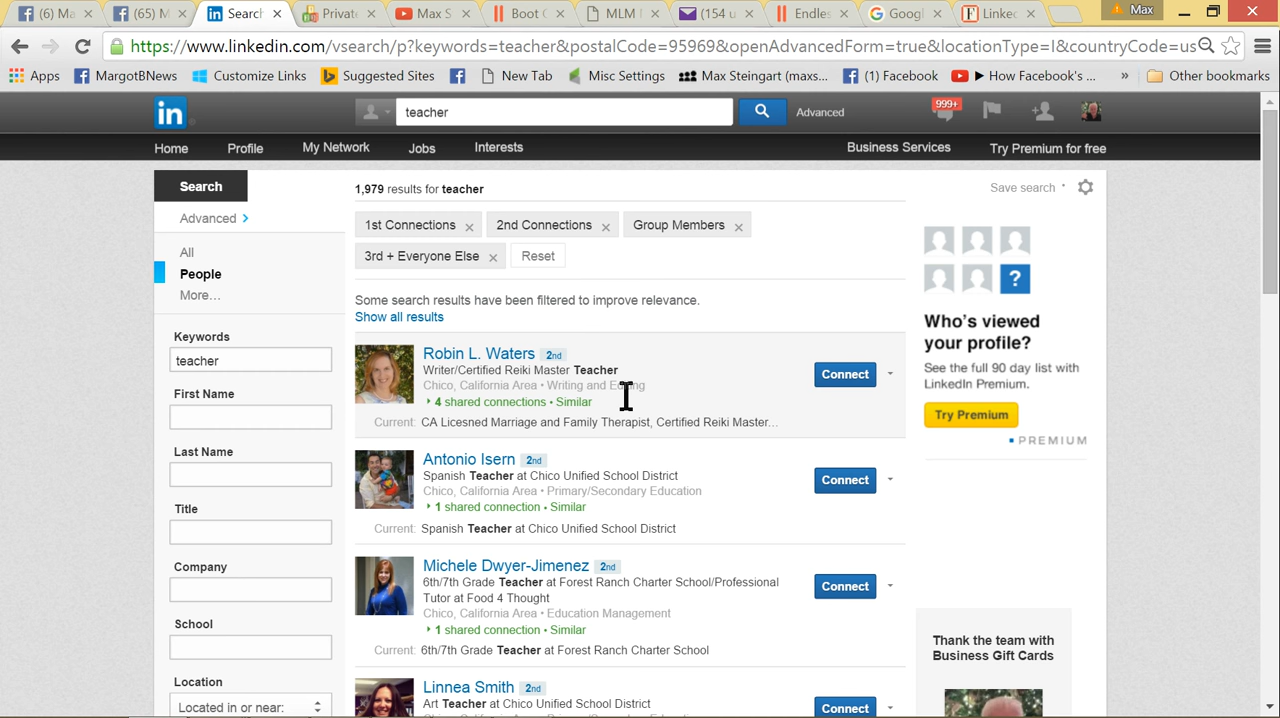 (6) Ma
(65) M
Search
Private
Max S
Boot C
MLM
(154 u
Endles
Googl
Linked
Max
https://www.linkedin.com/vsearch/p?keywords=teacher&postalCode=95969&openAdvancedForm=true&locationType=I&countryCode=us
Apps
MargotBNews
Customize Links
Suggested Sites
New Tab
Misc Settings
Max Steingart (maxs...
(1) Facebook
How Facebook's ...
»
Other bookmarks
in
teacher
Advanced
999+
Home
Profile
My Network
Jobs
Interests
Business Services
Try Premium for free
Search
Advanced
All
People
More...
Keywords
teacher
First Name
Last Name
Title
Company
School
Location
Located in or near:
1,979 results for teacher
Save search
1st Connections
2nd Connections
Group Members
3rd + Everyone Else
Reset
Some search results have been filtered to improve relevance.
Show all results
Robin L. Waters 2nd
Writer/Certified Reiki Master Teacher
Chico, California Area • Writing and Editing
4 shared connections • Similar
Current: CA Licesned Marriage and Family Therapist, Certified Reiki Master...
Connect
Antonio Isern 2nd
Spanish Teacher at Chico Unified School District
Chico, California Area • Primary/Secondary Education
1 shared connection • Similar
Current: Spanish Teacher at Chico Unified School District
Connect
Michele Dwyer-Jimenez 2nd
6th/7th Grade Teacher at Forest Ranch Charter School/Professional
Tutor at Food 4 Thought
Chico, California Area • Education Management
1 shared connection • Similar
Current: 6th/7th Grade Teacher at Forest Ranch Charter School
Connect
Linnea Smith 2nd
Art Teacher at Chico Unified School District
Connect
?
Who's viewed
your profile?
See the full 90 day list with
LinkedIn Premium.
Try Premium
PREMIUM
Thank the team with
Business Gift Cards